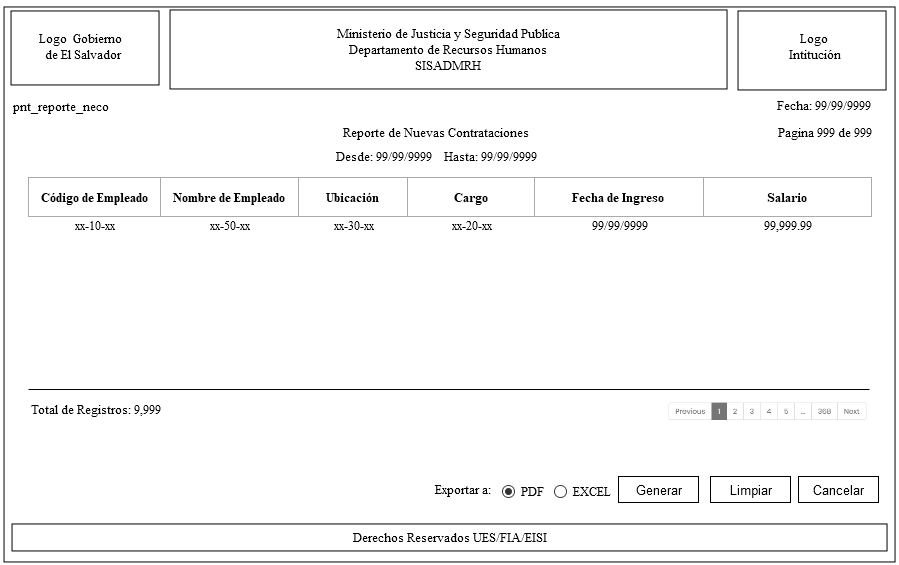 Logo Gobierno
de El Salvador
Ministerio de Justicia y Seguridad Publica
Departamento de Recursos Humanos
SISADMRH
Logo
Intitución
pnt_reporte_neco
Fecha: 99/99/9999
Reporte de Nuevas Contrataciones
Pagina 999 de 999
Desde: 99/99/9999 Hasta: 99/99/9999
Código de Empleado Nombre de Empleado Ubicación Cargo Fecha de Ingreso Salario
xx-10-xx xx-50-xx xx-30-xx xx-20-xx 99/99/9999 99,999.99
Total de Registros: 9,999
Previous 1 2 3 4 5 ... 368 Next
Exportar a: PDF EXCEL Generar Limpiar Cancelar
Derechos Reservados UES/FIA/EISI